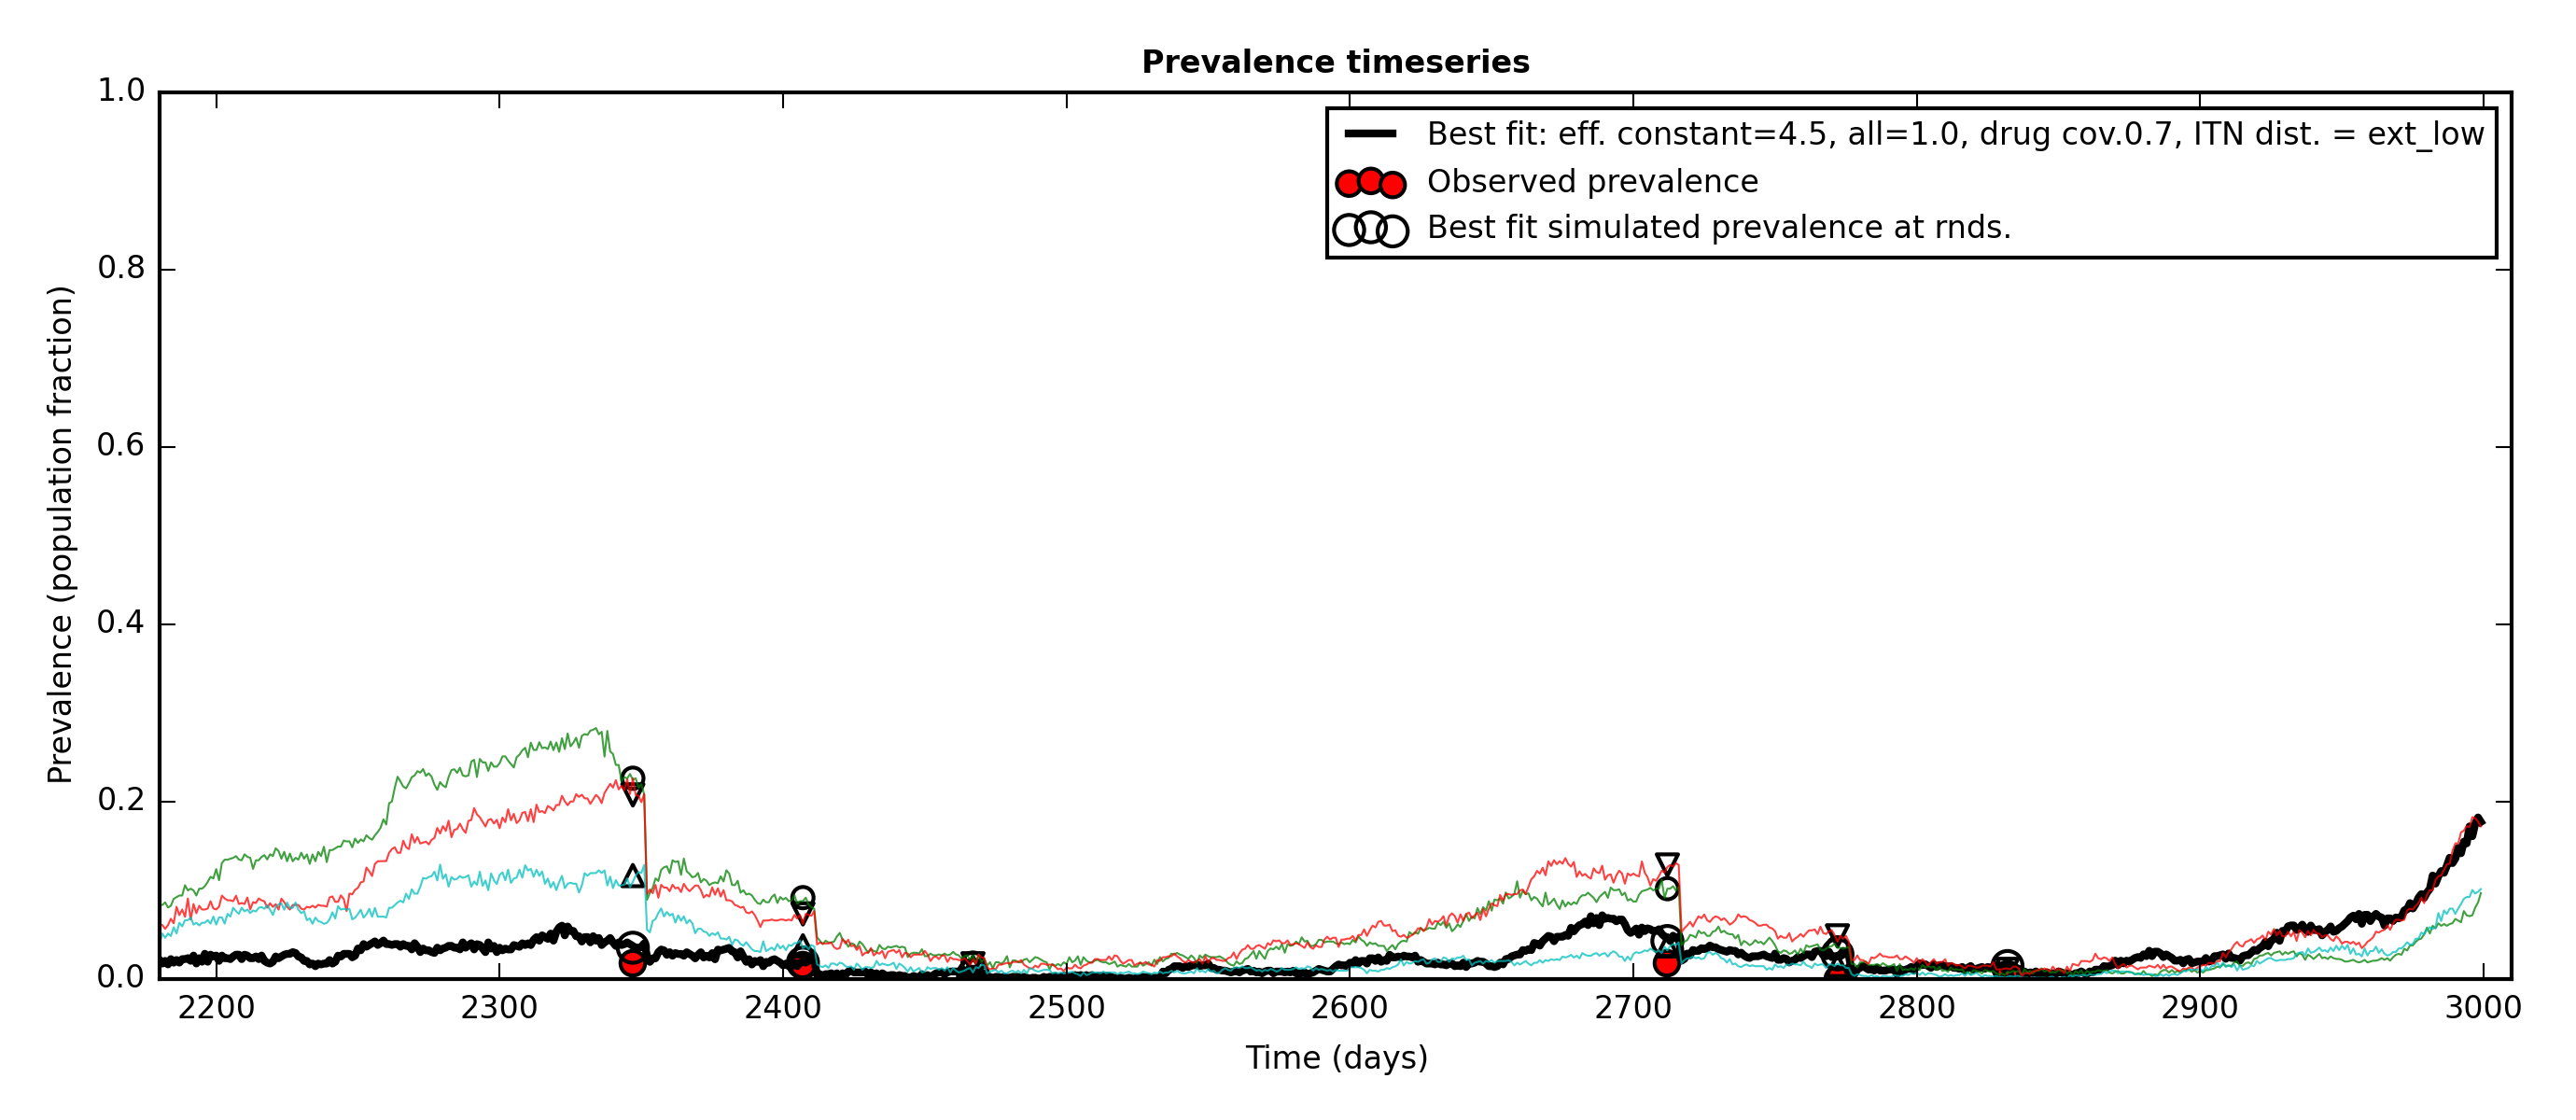 Prevalence timeseries
Best fit: eff. constant=4.5, all=1.0, drug cov.0.7, ITN dist. = ext_low
Observed prevalence
Best fit simulated prevalence at rnds.
Prevalence (population fraction)
1.0
0.8
0.6
0.4
0.2
0.0
2200 2300 2400 2500 2600 2700 2800 2900 3000
Time (days)